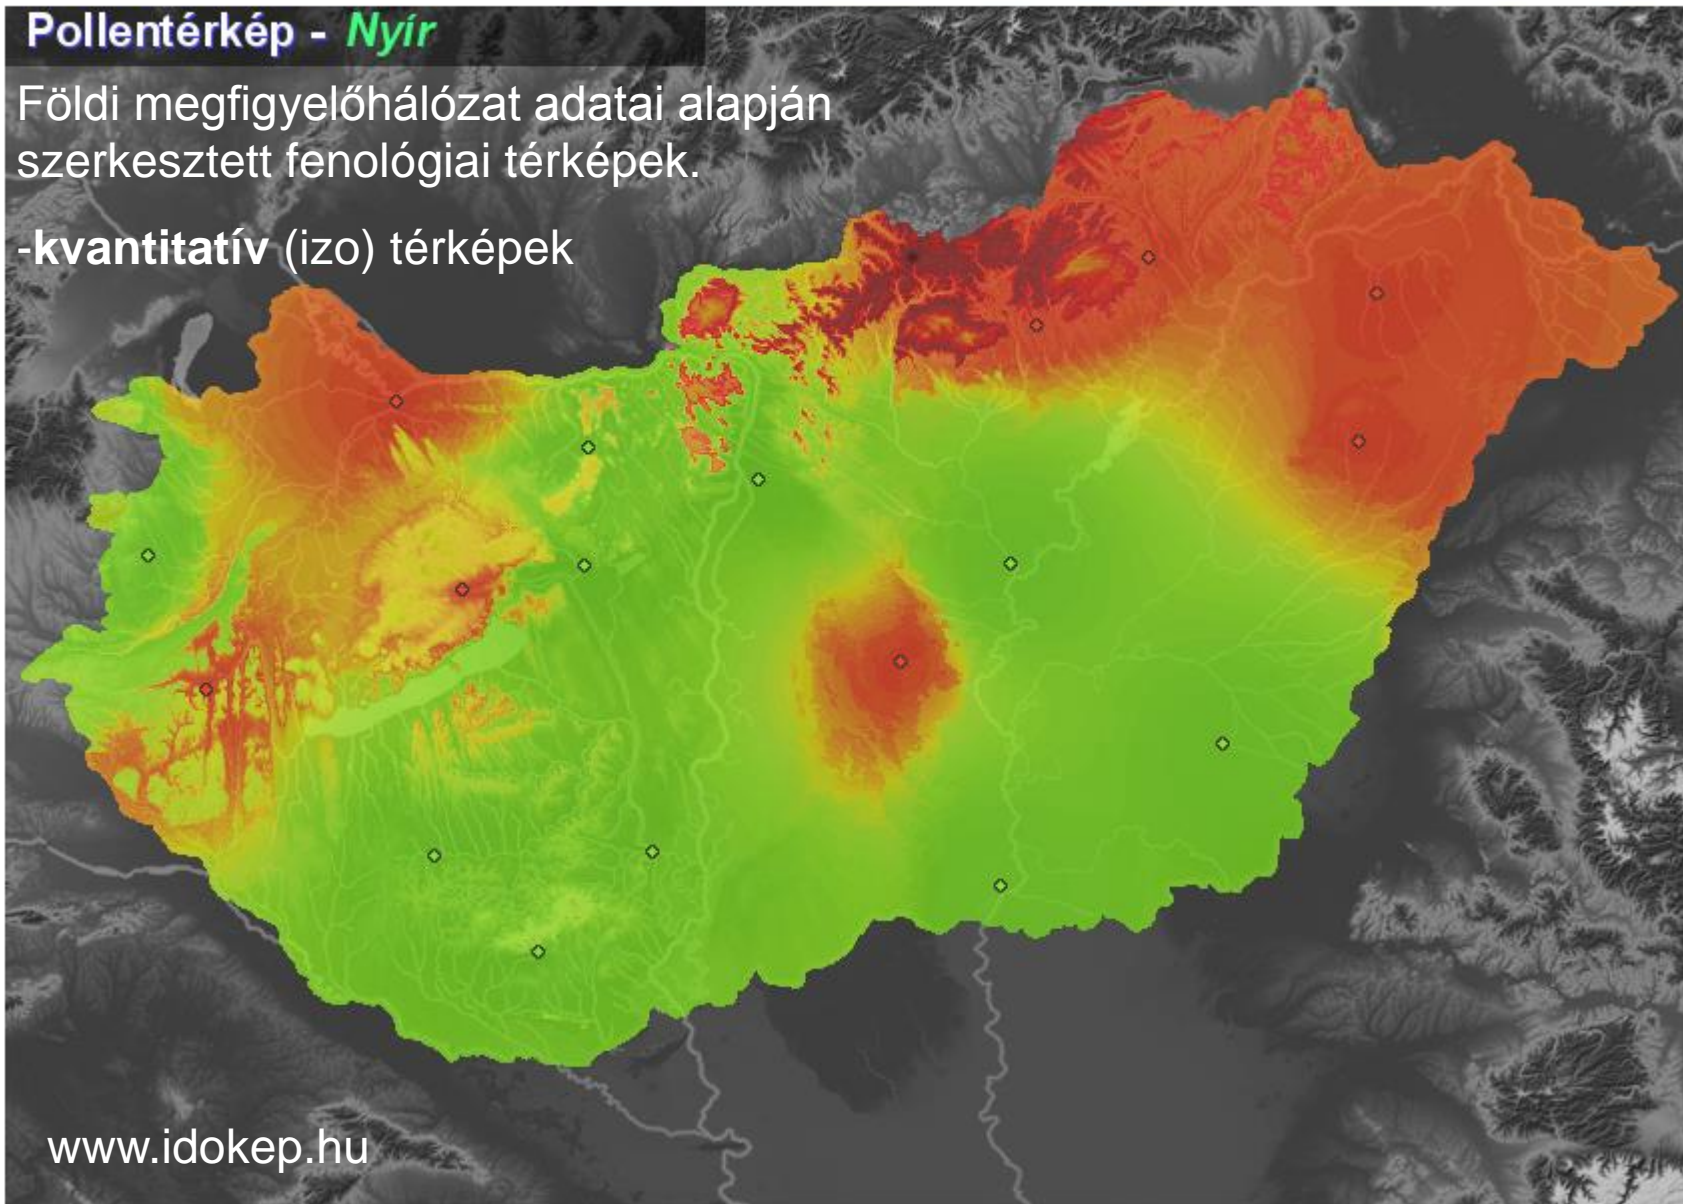 Pollentérkép - Nyír
Földi megfigyelőhálózat adatai alapján
szerkesztett fenológiai térképek.
-kvantitatív (izo) térképek
www.idokep.hu